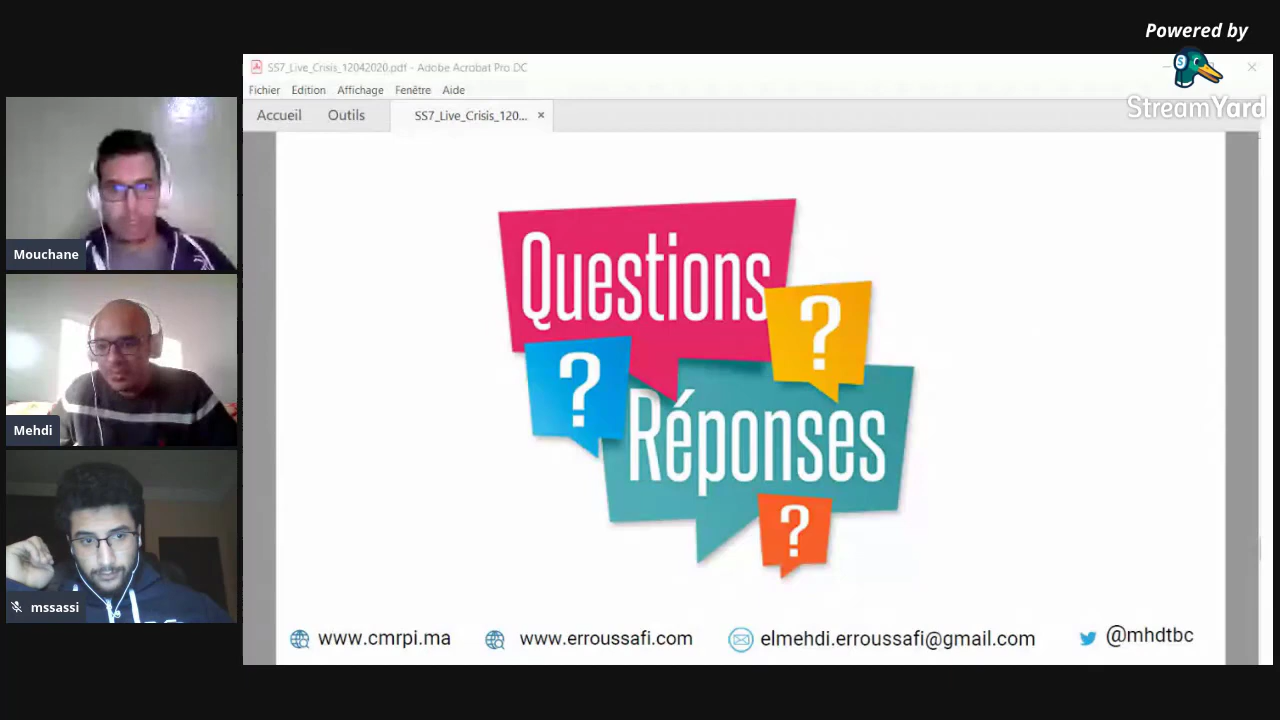 Powered by
StreamYard
SS7_Live_Crisis_12042020.pdf - Adobe Acrobat Pro DC
Fichier Edition Affichage Fenêtre Aide
Accueil Outils SS7_Live_Crisis_120... ×
Mouchane
Mehdi
mssassi
Questions
?
?
Réponses
?
www.cmrpi.ma www.erroussafi.com elmehdi.erroussafi@gmail.com @mhdtbc